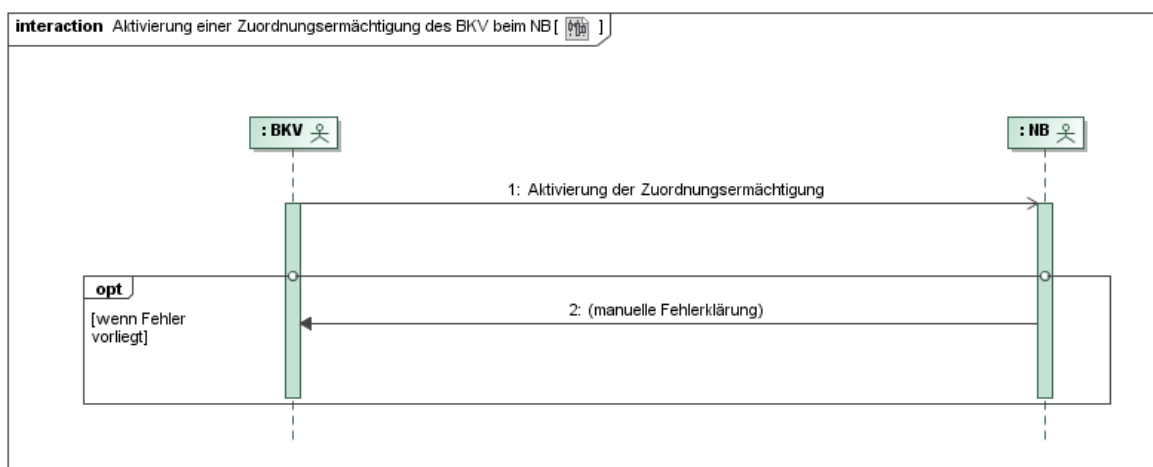 interaction Aktivierung einer Zuordnungsermächtigung des BKV beim NB [ ]
: BKV
: NB
1: Aktivierung der Zuordnungsermächtigung
opt
[wenn Fehler
vorliegt]
2: (manuelle Fehlerklärung)